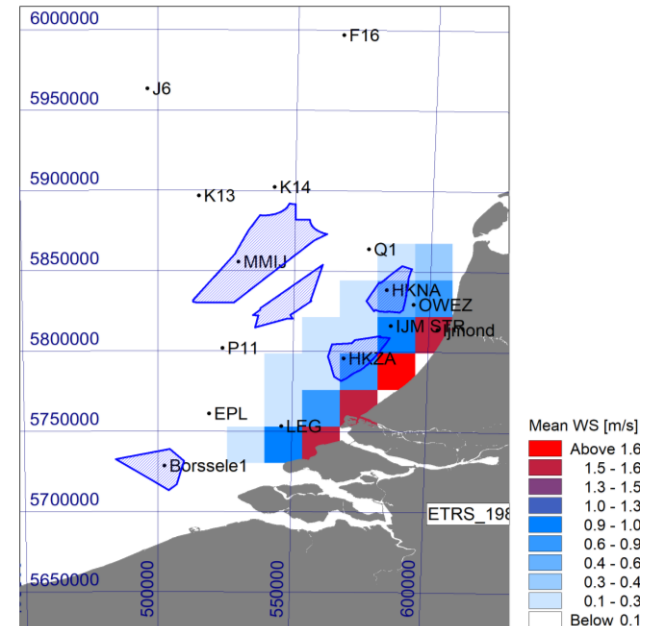 6000000
F16
J6
5950000
5900000
K14
K13
Q1
5850000
MMIJ
HKNA
OWEZ
IJM STR
Ijmond
5800000
P11
HKZA
EPL
5750000
LEG
Borssele1
5700000
ETRS_198
5650000
500000
550000
600000
Mean WS [m/s]
Above 1.6
1.5 - 1.6
1.3 - 1.5
1.0 - 1.3
0.9 - 1.0
0.6 - 0.9
0.4 - 0.6
0.3 - 0.4
0.1 - 0.3
Below 0.1